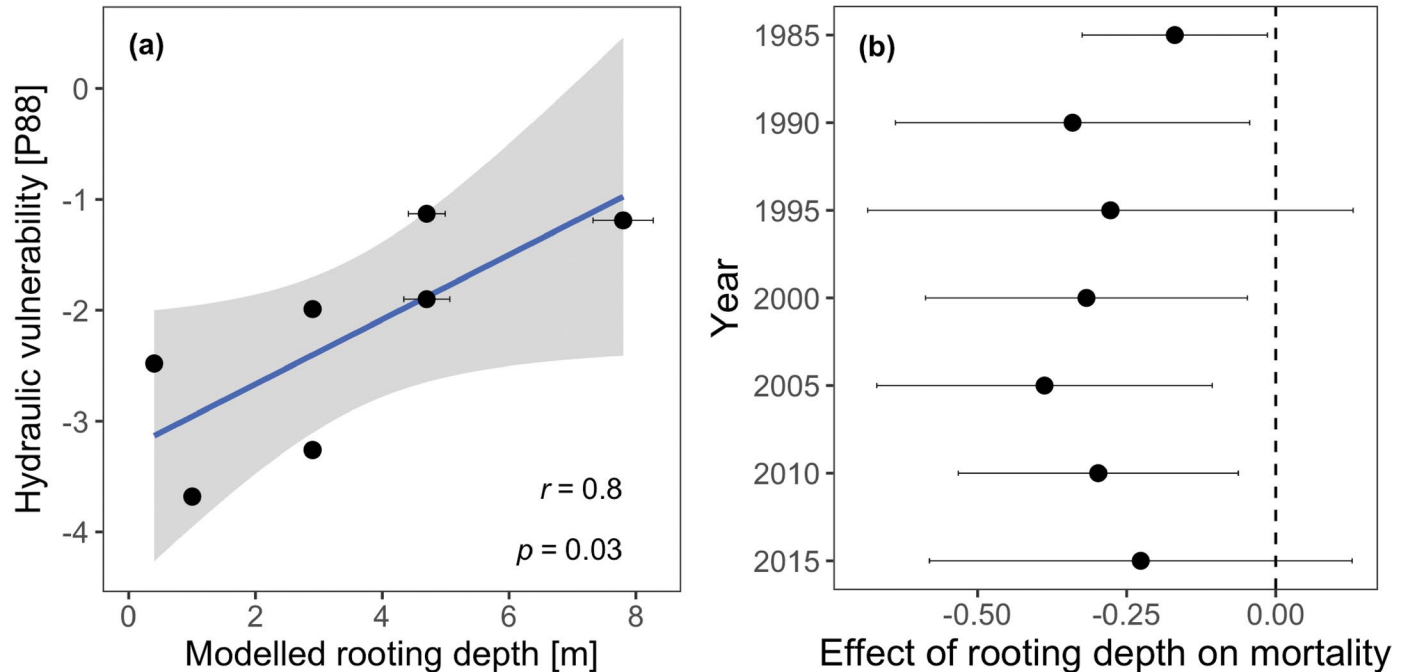 (a)
Hydraulic vulnerability [P88]
0
-1
-2
-3
-4
r = 0.8
p = 0.03
0 2 4 6 8
Modelled rooting depth [m]
(b)
Year
1985
1990
1995
2000
2005
2010
2015
-0.50 -0.25 0.00
Effect of rooting depth on mortality